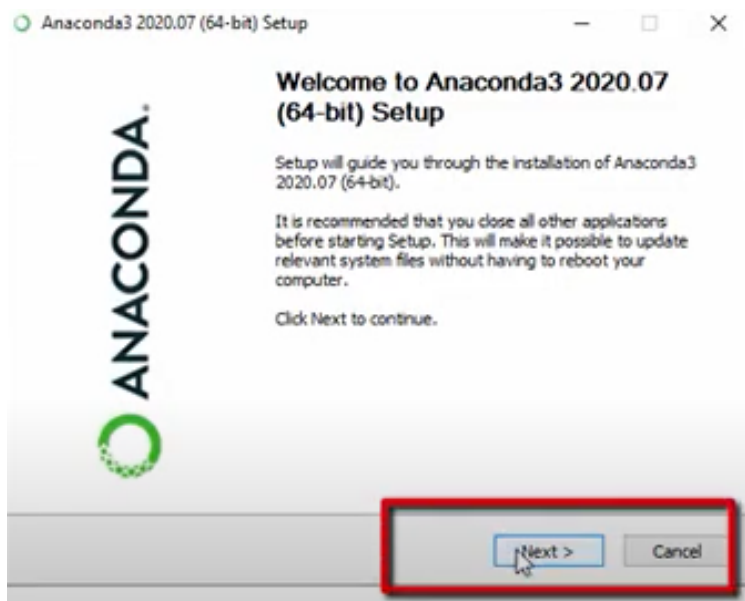 Anaconda3 2020.07 (64-bit) Setup
ANACONDA.
Welcome to Anaconda3 2020.07
(64-bit) Setup
Setup will guide you through the installation of Anaconda3
2020.07 (64-bit).
It is recommended that you close all other applications
before starting Setup. This will make it possible to update
relevant system files without having to reboot your
computer.
Click Next to continue.
Next >
Cancel